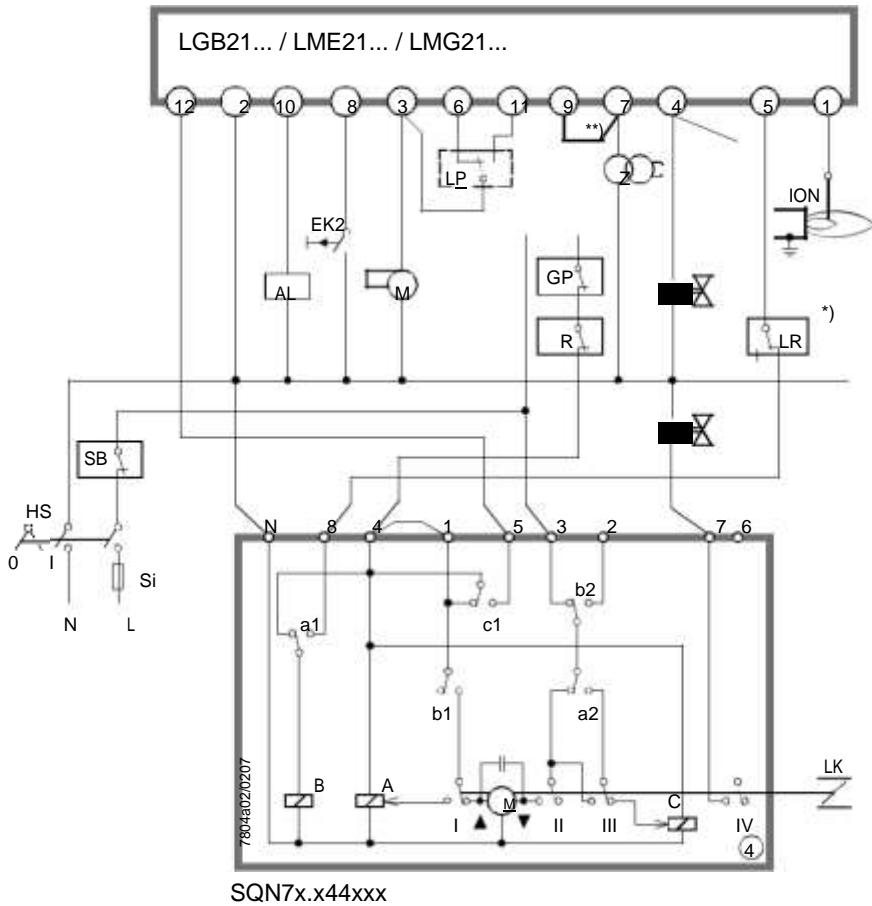 LGB21... / LME21... / LMG21...
12 2 10 8 3 6 11 9 7 4 5 1
**)
LP
Z
ION
EK2
GP
AL
M
*)
R
LR
SB
HS
N 8 4 1 5 3 2 7 6
0 I
Si
b2
N L
a1
c1
b1
a2
LK
B
A
M
C
I
II
III
IV
7804a02/0207
4
SQN7x.x44xxx